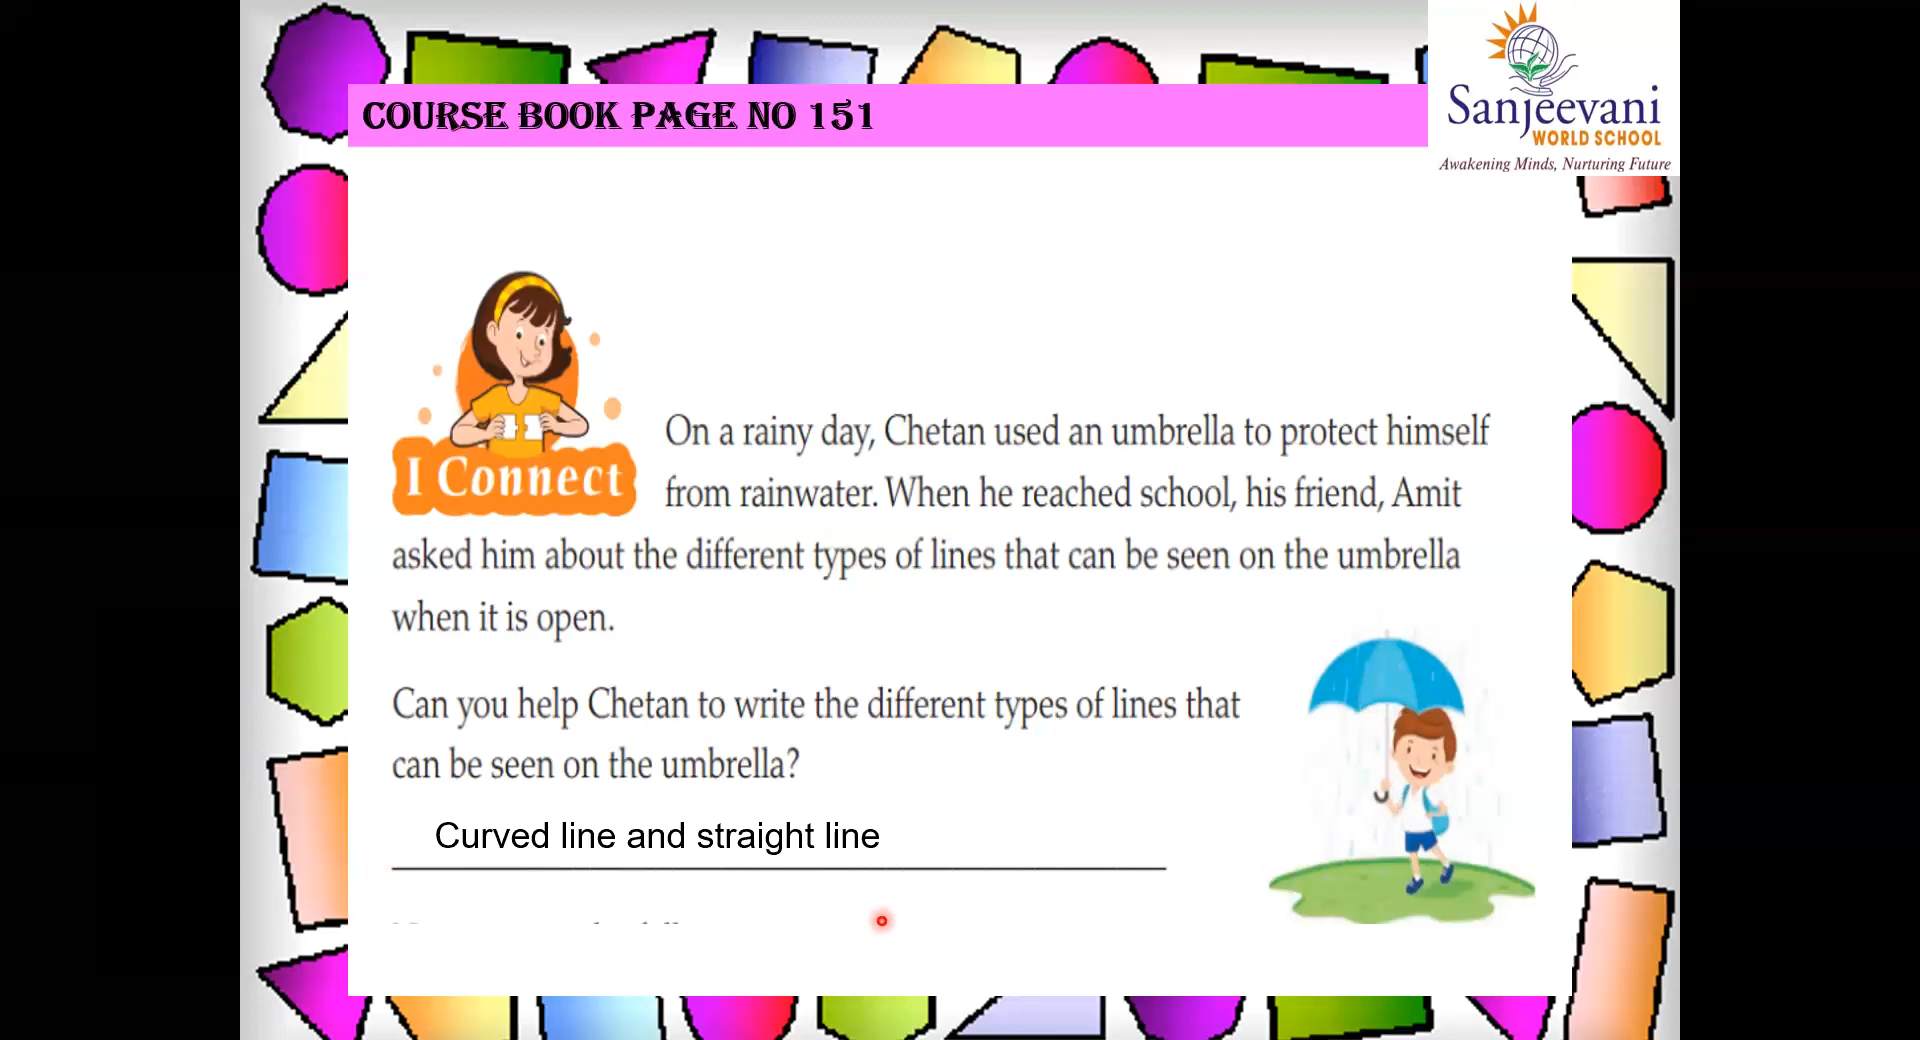 COURSE BOOK PAGE NO 151
Sanjeevani
WORLD SCHOOL
Awakening Minds, Nurturing Future
I Connect
On a rainy day, Chetan used an umbrella to protect himself
from rainwater. When he reached school, his friend, Amit
asked him about the different types of lines that can be seen on the umbrella
when it is open.
Can you help Chetan to write the different types of lines that
can be seen on the umbrella?
Curved line and straight line